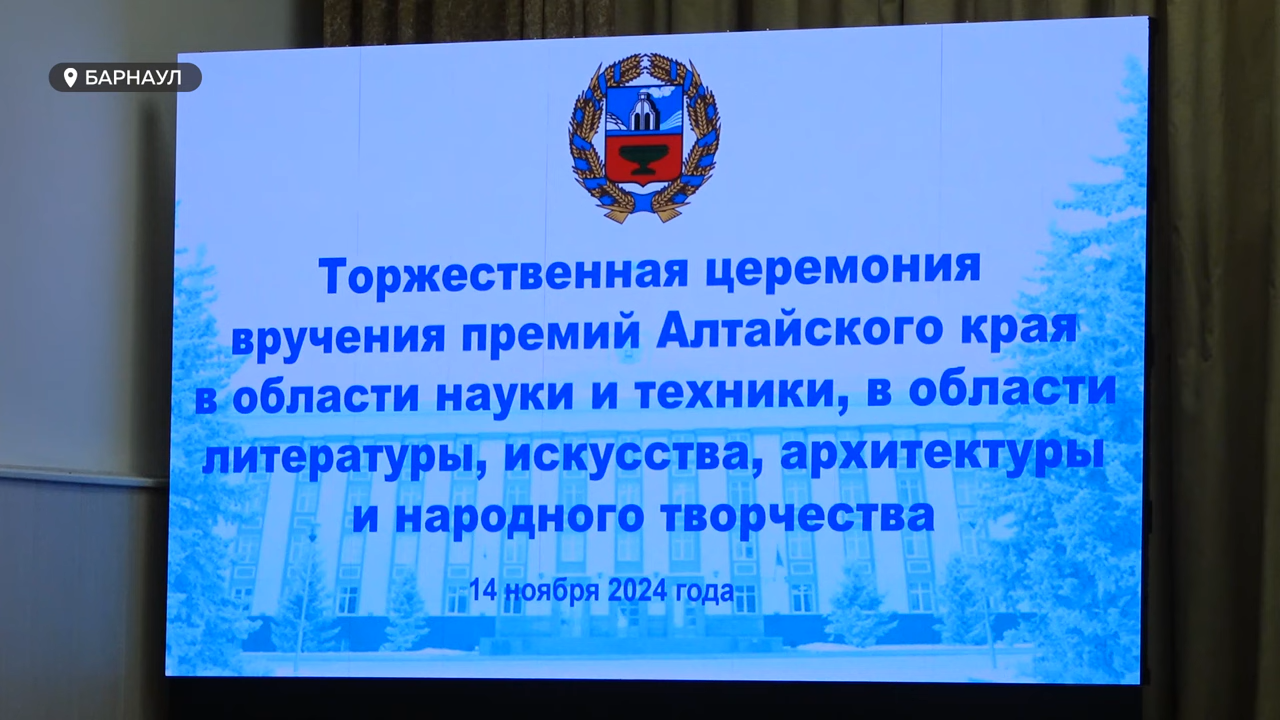 БАРНАУЛ
Торжественная церемония
вручения премий Алтайского края
в области науки и техники, в области
литературы, искусства, архитектуры
и народного творчества
14 ноября 2024 года